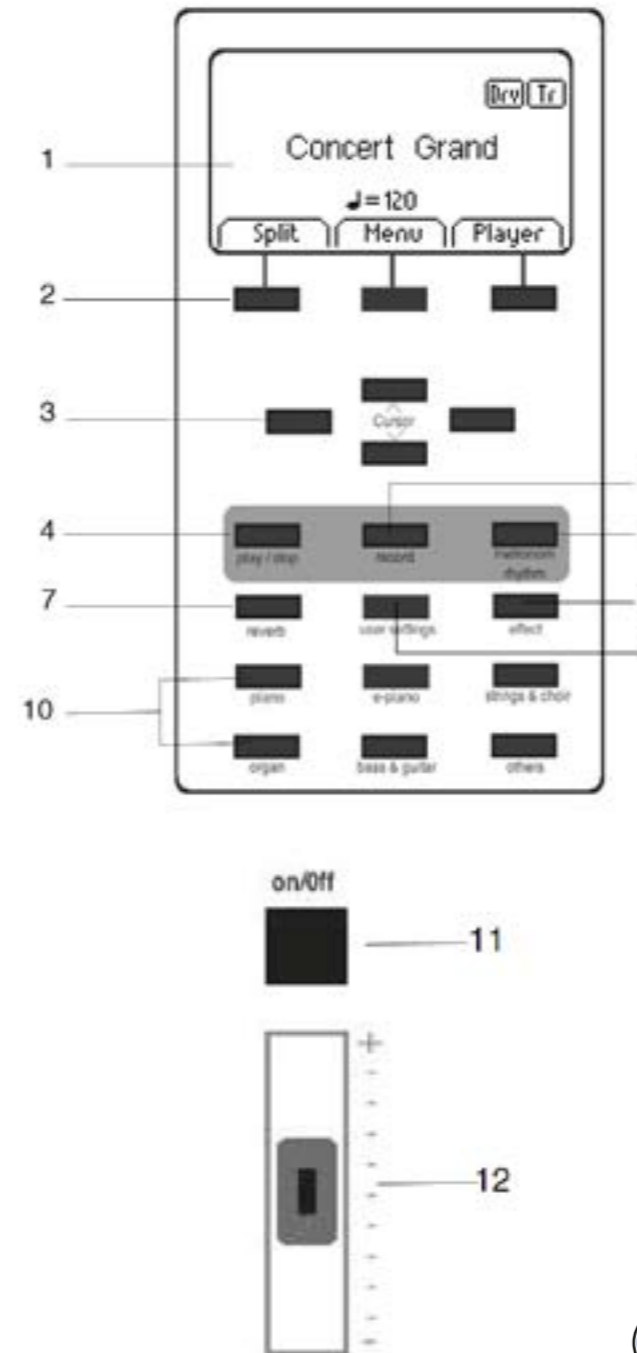 Drv Tr
1
Concert Grand
♩=120
Split Menu Player
2
3
Cursor
4
play / stop record metronom
rhythm
7
reverb user settings effect
piano e-piano strings & choir
10
organ bass & guitar others
on/Off
11
+
12
-